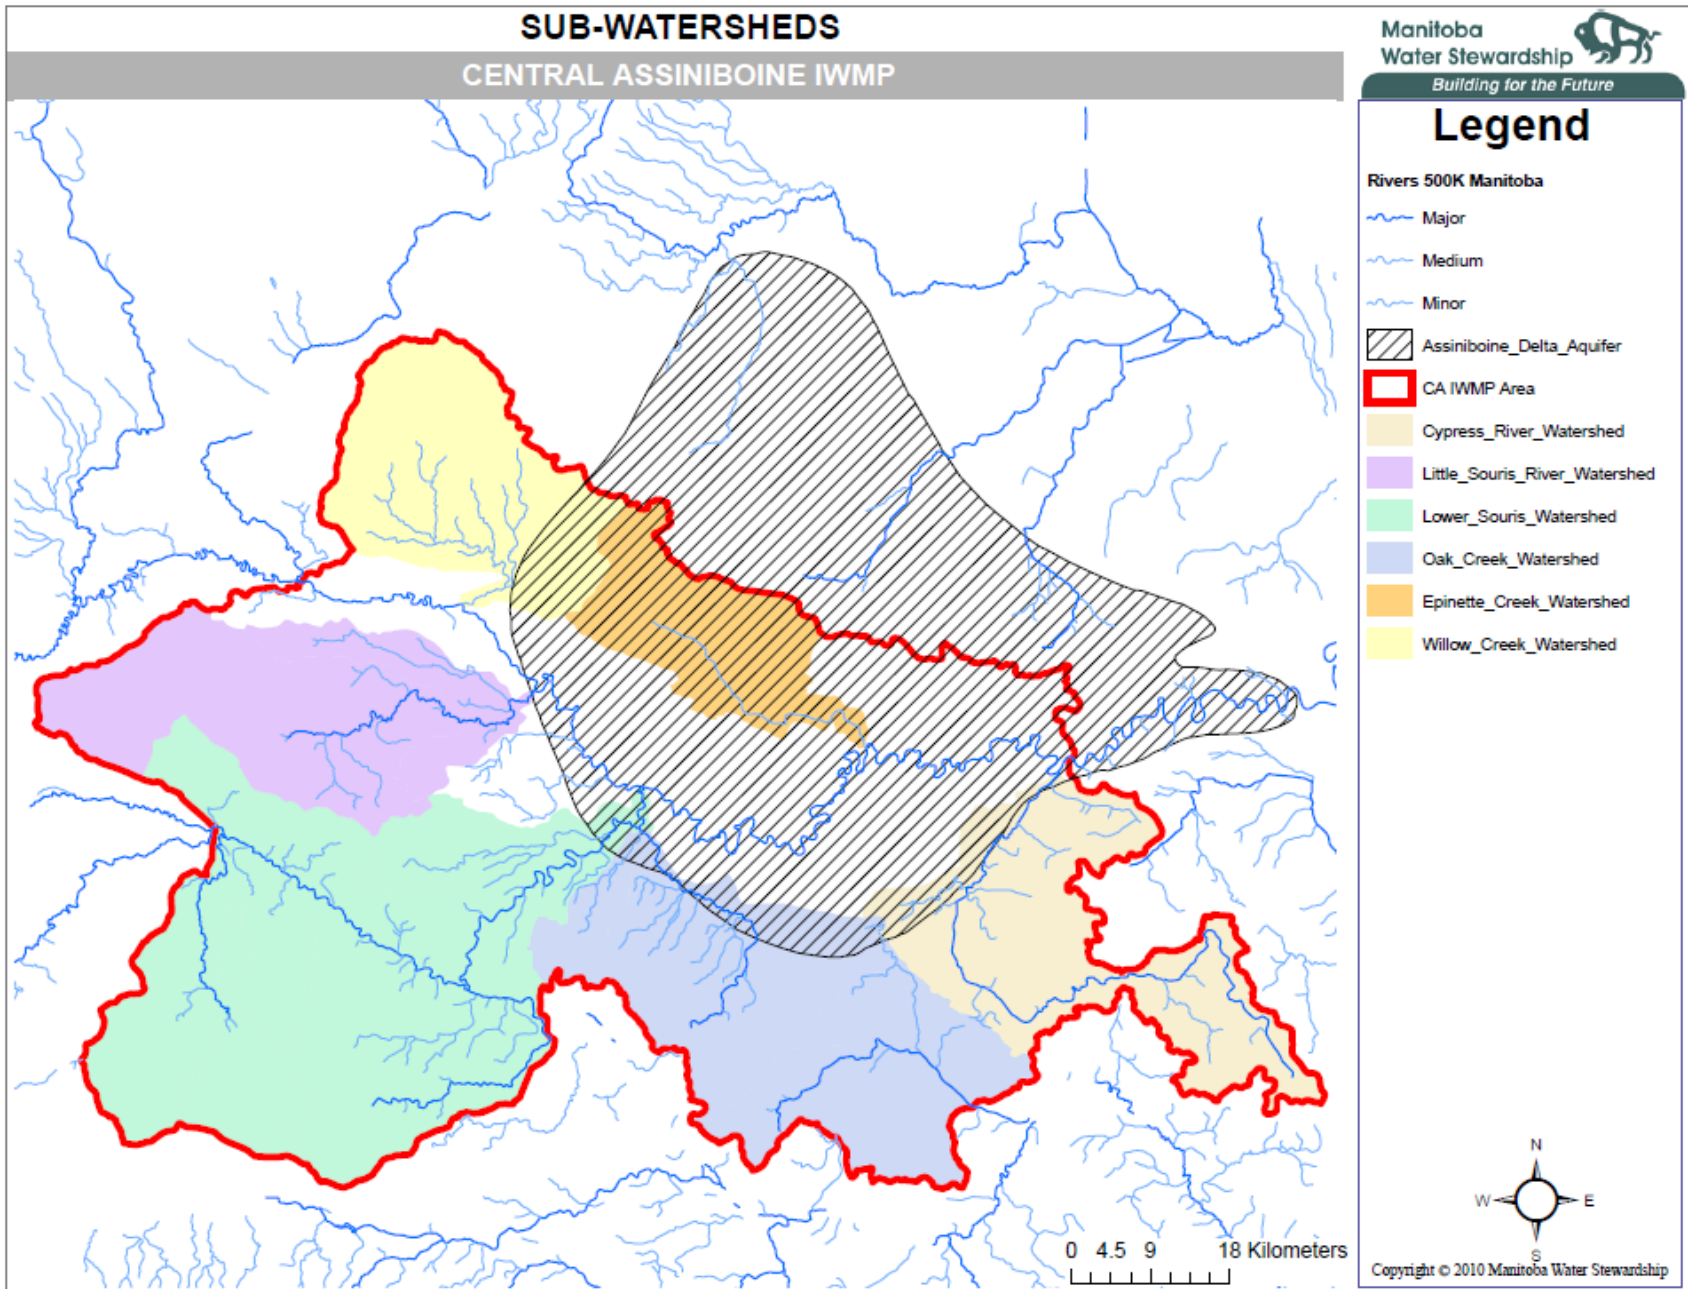 SUB-WATERSHEDS
CENTRAL ASSINIBOINE IWMP
Manitoba
Water Stewardship
Building for the Future
Legend
Rivers 500K Manitoba
Major
Medium
Minor
Assiniboine_Delta_Aquifer
CA IWMP Area
Cypress_River_Watershed
Little_Souris_River_Watershed
Lower_Souris_Watershed
Oak_Creek_Watershed
Epinette_Creek_Watershed
Willow_Creek_Watershed
N
W E
S
0 4.5 9 18 Kilometers
Copyright © 2010 Manitoba Water Stewardship